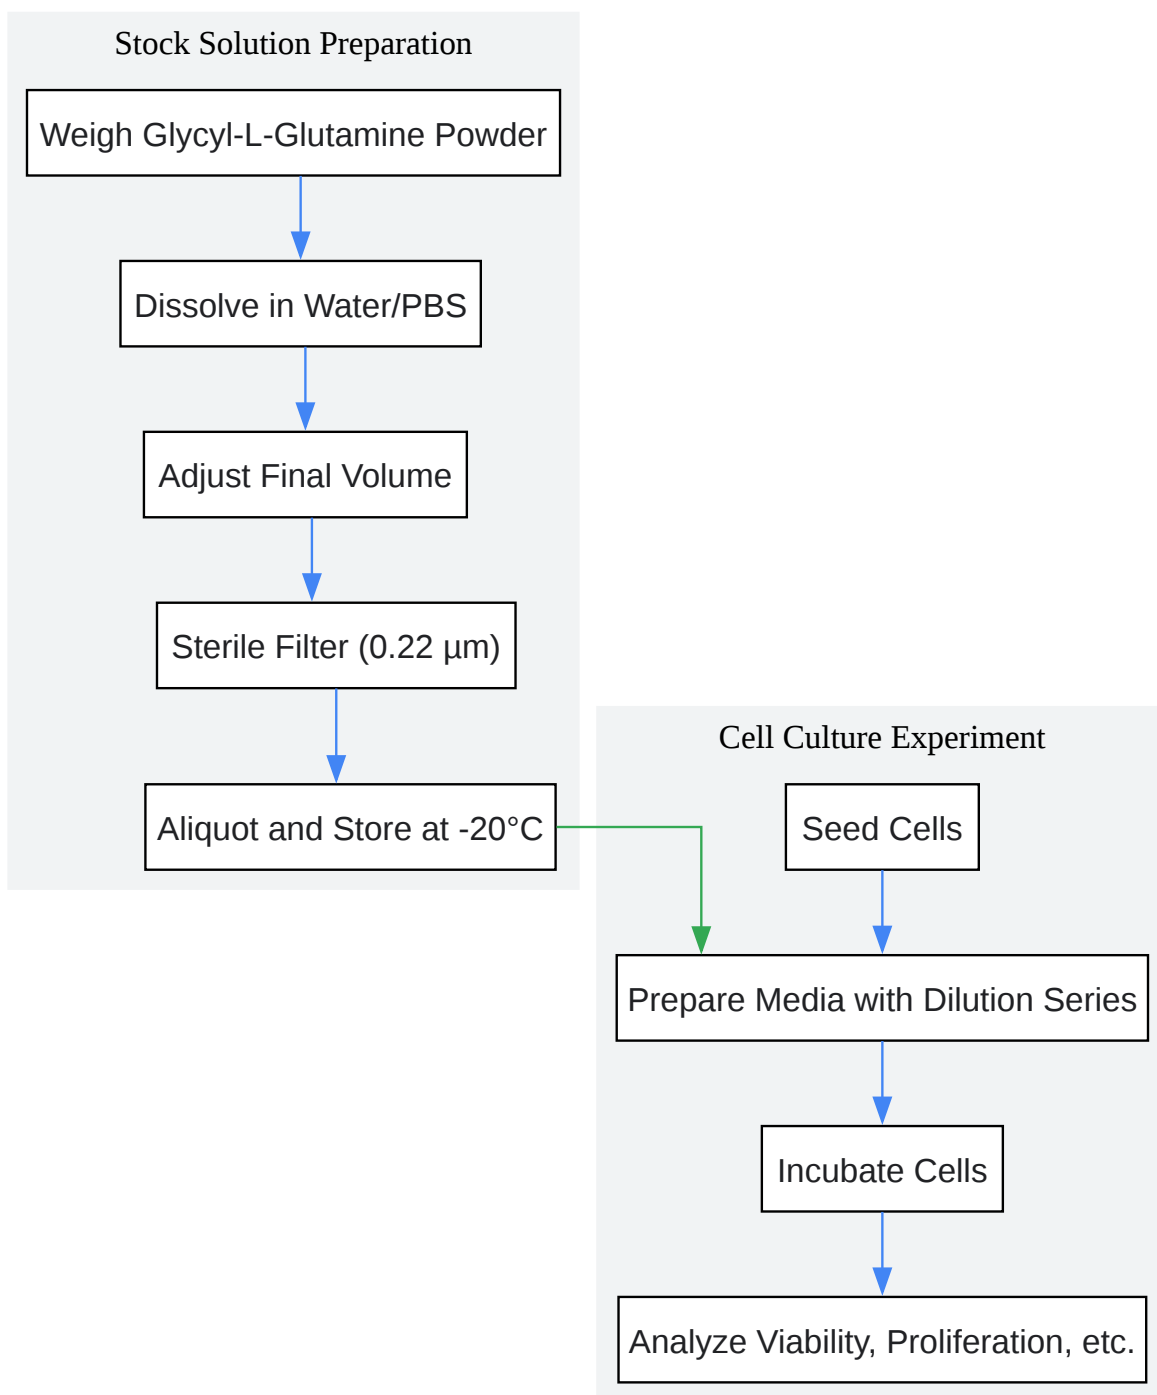 Stock Solution Preparation
Weigh Glycyl-L-Glutamine Powder
Dissolve in Water/PBS
Adjust Final Volume
Sterile Filter (0.22 µm)
Aliquot and Store at -20°C
Cell Culture Experiment
Seed Cells
Prepare Media with Dilution Series
Incubate Cells
Analyze Viability, Proliferation, etc.